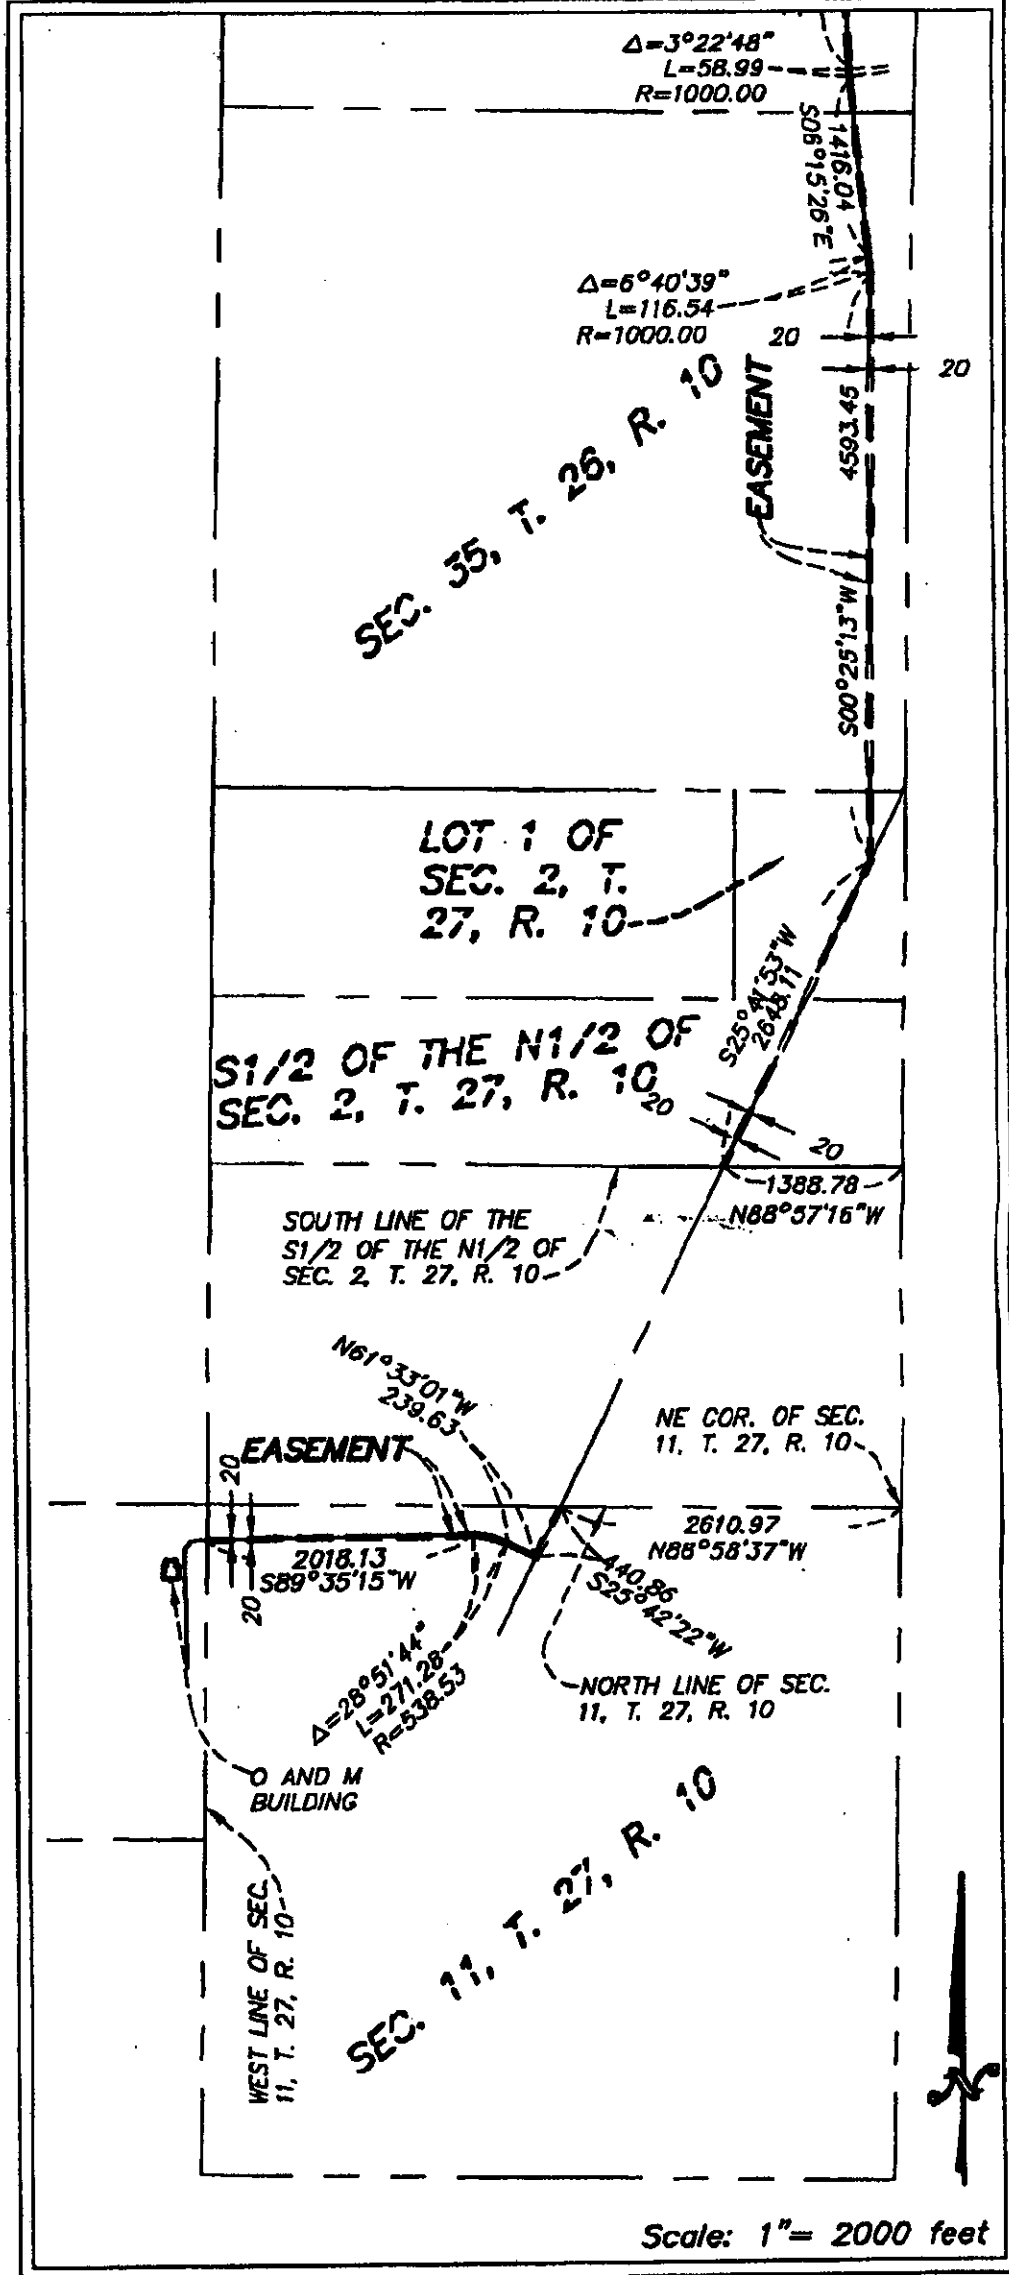 Δ=3°22'48"
L=58.99
R=1000.00
1416.04
S06°15'26"E
Δ=6°40'39"
L=116.54
R=1000.00
20
20
EASEMENT
4593.45
S00°25'13"W
SEC. 35, T. 26, R. 10
LOT 1 OF
SEC. 2, T.
27, R. 10
S25°41'53"W
S1/2 OF THE N1/2 OF
SEC. 2, T. 27, R. 10
20
20
1388.78
N88°57'16"W
SOUTH LINE OF THE
S1/2 OF THE N1/2 OF
SEC. 2, T. 27, R. 10
N61°33'01"W
239.63
NE COR. OF SEC.
11, T. 27, R. 10
EASEMENT
20
2610.97
N88°58'37"W
2018.13
S89°35'15"W
20
440.86
S25°42'22"W
Δ=28°51'44"
L=271.28
R=538.53
NORTH LINE OF SEC.
11, T. 27, R. 10
O AND M
BUILDING
SEC. 11, T. 27, R. 10
WEST LINE OF SEC.
11, T. 27, R. 10
N
Scale: 1"= 2000 feet